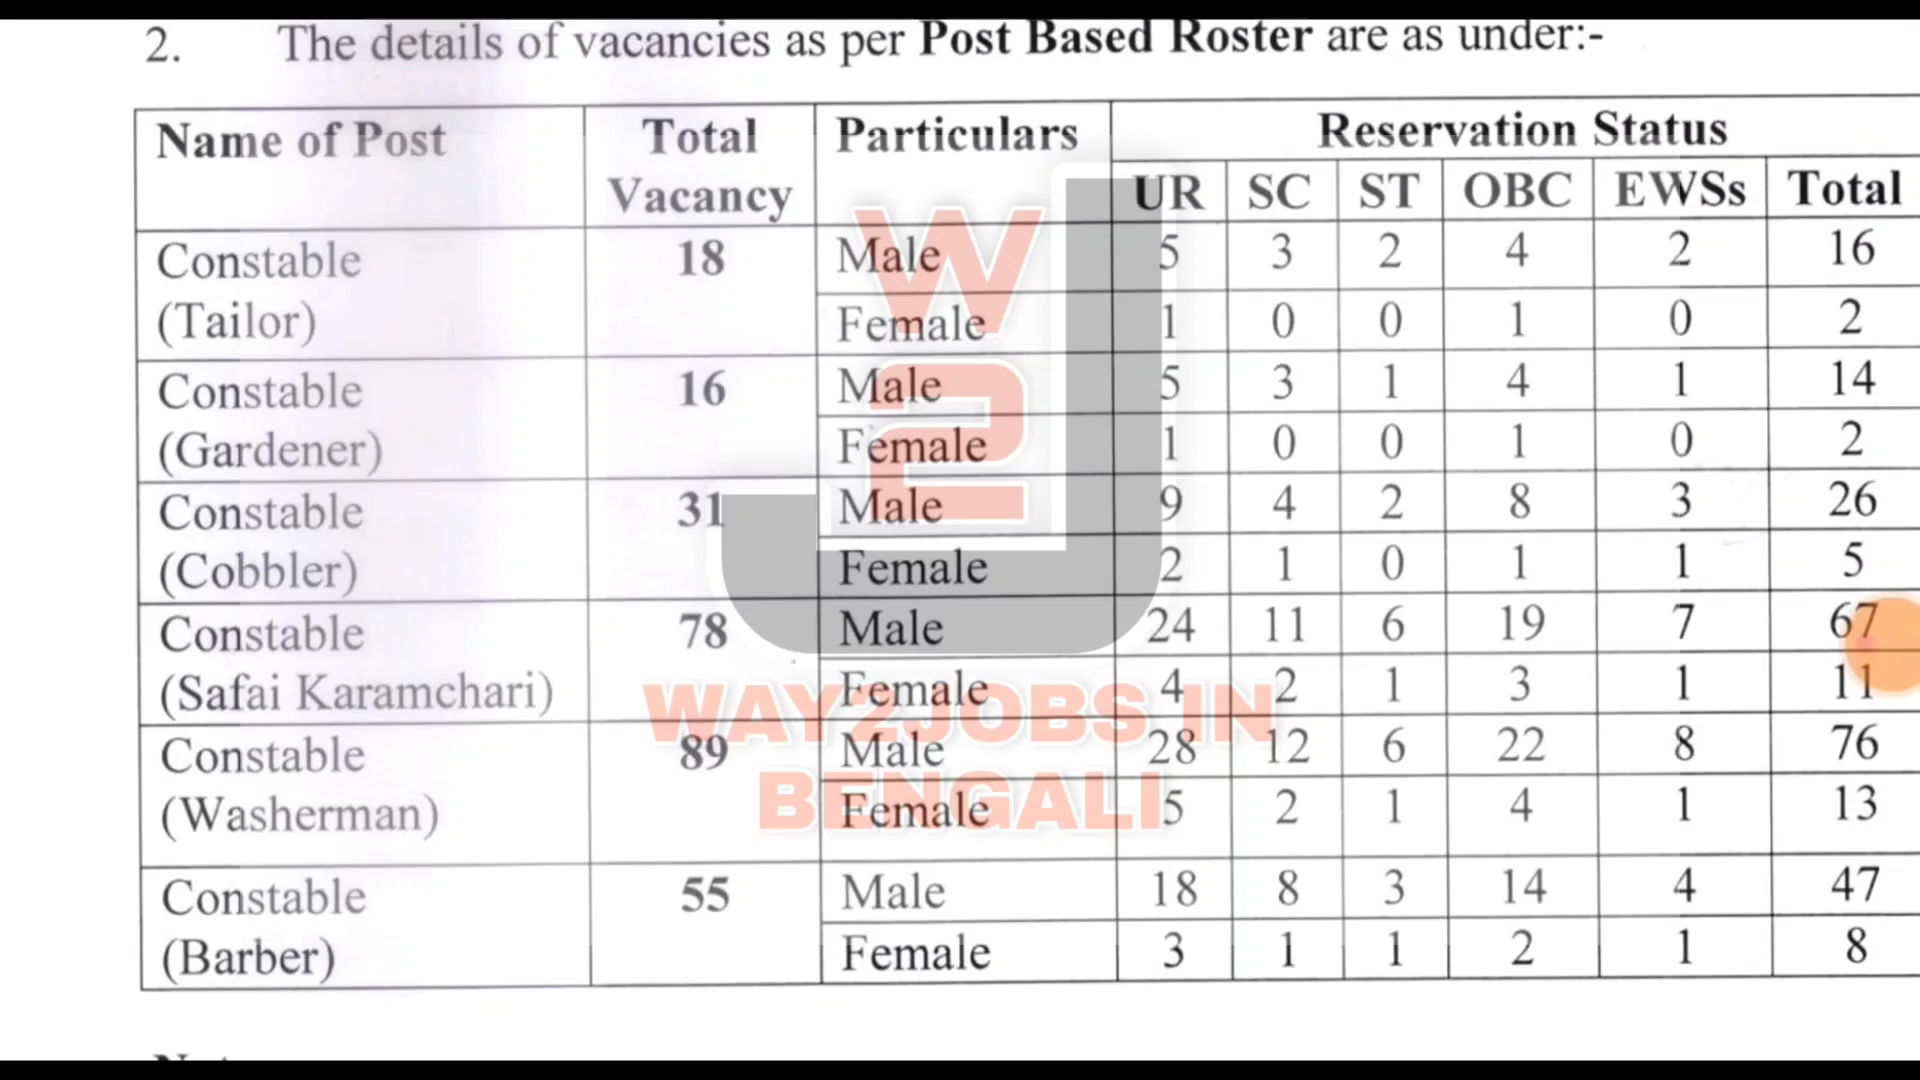 2. The details of vacancies as per Post Based Roster are as under:-
Name of Post Total Vacancy Particulars Reservation Status
UR SC ST OBC EWSs Total
Constable (Tailor) 18 Male 5 3 2 4 2 16
Female 1 0 0 1 0 2
Constable (Gardener) 16 Male 5 3 1 4 1 14
Female 1 0 0 1 0 2
Constable (Cobbler) 31 Male 9 4 2 8 3 26
Female 2 1 0 1 1 5
Constable (Safai Karamchari) 78 Male 24 11 6 19 7 67
Female 4 2 1 3 1 11
Constable (Washerman) 89 Male 28 12 6 22 8 76
Female 5 2 1 4 1 13
Constable (Barber) 55 Male 18 8 3 14 4 47
Female 3 1 1 2 1 8
W2J
WAY2JOBS IN
BENGALI